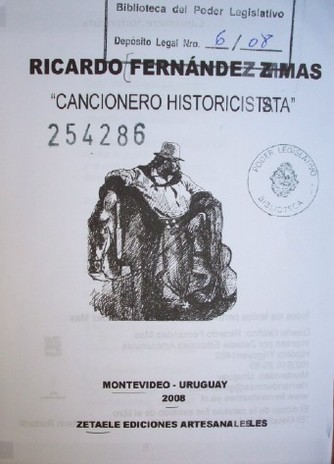 Biblioteca del Poder Legislativo
Depósito Legal Nro. 6/08
RICARDO FERNÁNDEZ MAS
"CANCIONERO HISTORICISTA"
254286
PODER LEGISLATIVO
BIBLIOTECA
MONTEVIDEO - URUGUAY
2008
ZETAELE EDICIONES ARTESANALES